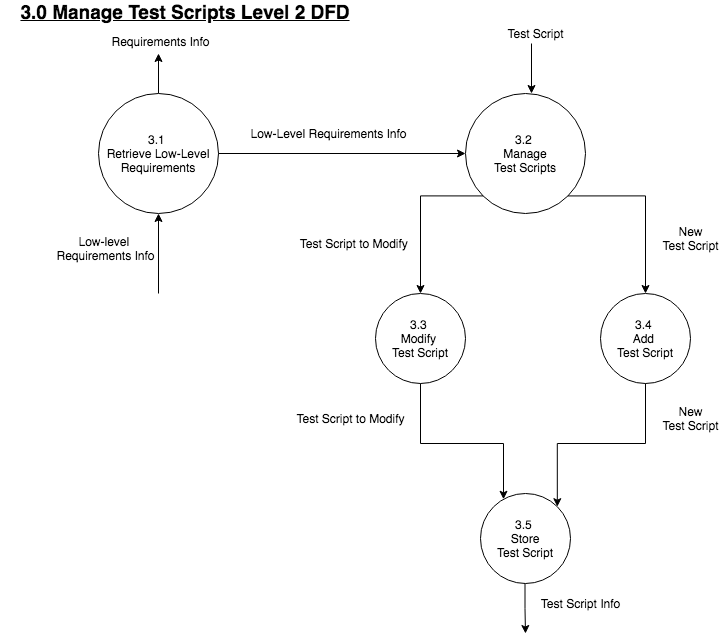 3.0 Manage Test Scripts Level 2 DFD
Requirements Info
Test Script
3.1
Retrieve Low-Level
Requirements
Low-Level Requirements Info
3.2
Manage
Test Scripts
Low-level
Requirements Info
Test Script to Modify
New
Test Script
3.3
Modify
Test Script
3.4
Add
Test Script
Test Script to Modify
New
Test Script
3.5
Store
Test Script
Test Script Info